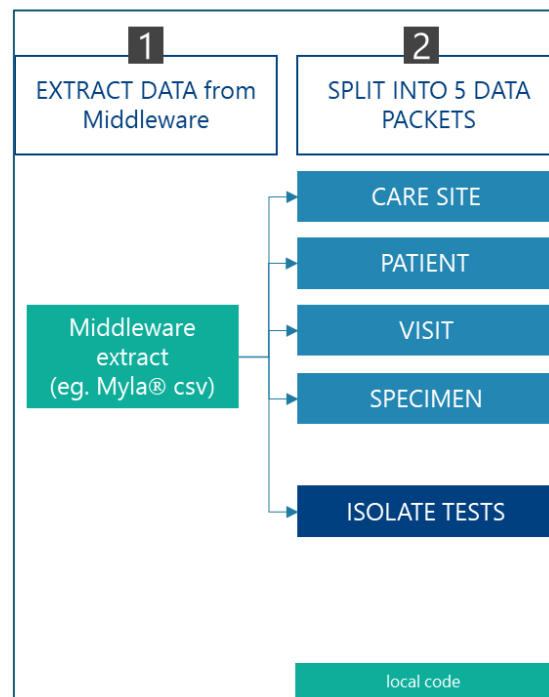 1
EXTRACT DATA from
Middleware
2
SPLIT INTO 5 DATA
PACKETS
CARE SITE
PATIENT
VISIT
SPECIMEN
ISOLATE TESTS
Middleware
extract
(eg. Myla® csv)
local code